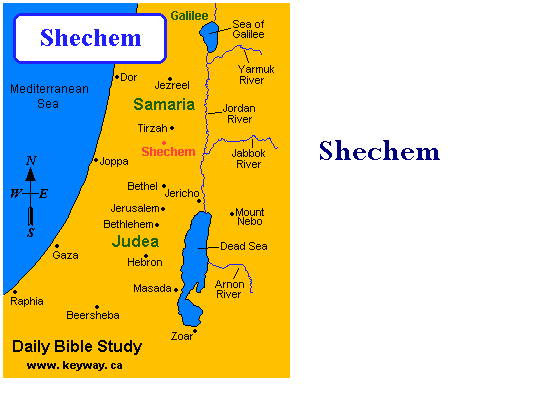 Galilee
Shechem
Sea of
Galilee
Yarmuk
River
Dor
Jezreel
Mediterranean
Sea
Samaria
Jordan
River
Tirzah
Shechem
Shechem
Jabbok
River
Joppa
N
W E
S
Bethel
Jericho
Jerusalem
Mount
Nebo
Bethlehem
Judea
Dead Sea
Gaza
Hebron
Masada
Arnon
River
Raphia
Beersheba
Zoar
Daily Bible Study
www.keyway.ca